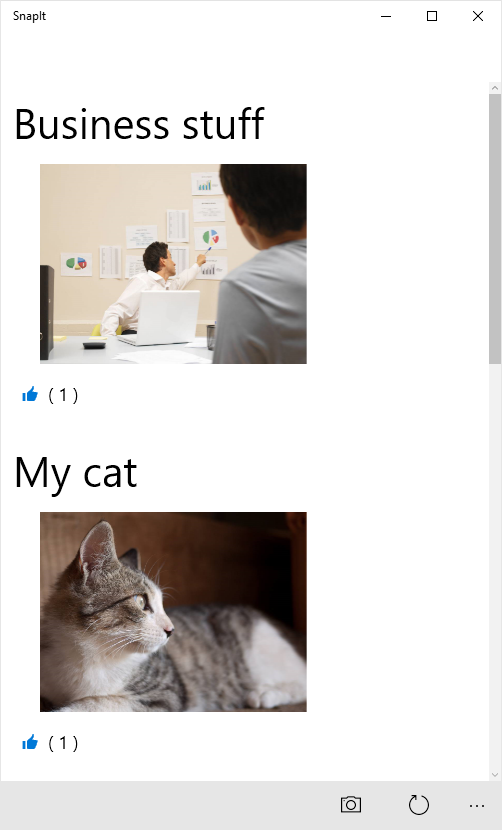 SnapIt
Business stuff
( 1 )
My cat
( 1 )